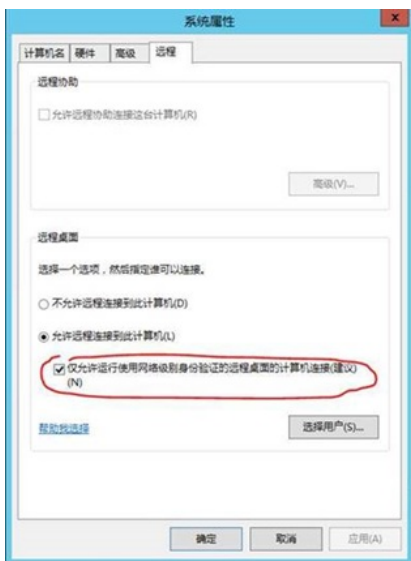 系统属性
x
计算机名 硬件 高级 远程
远程协助
允许远程协助连接这台计算机(R)
高级(V)...
远程桌面
选择一个选项，然后指定谁可以连接。
不允许远程连接到此计算机(D)
允许远程连接到此计算机(L)
仅允许运行使用网络级别身份验证的远程桌面的计算机连接(建议)
(N)
帮助我选择
选择用户(S)...
确定 取消 应用(A)